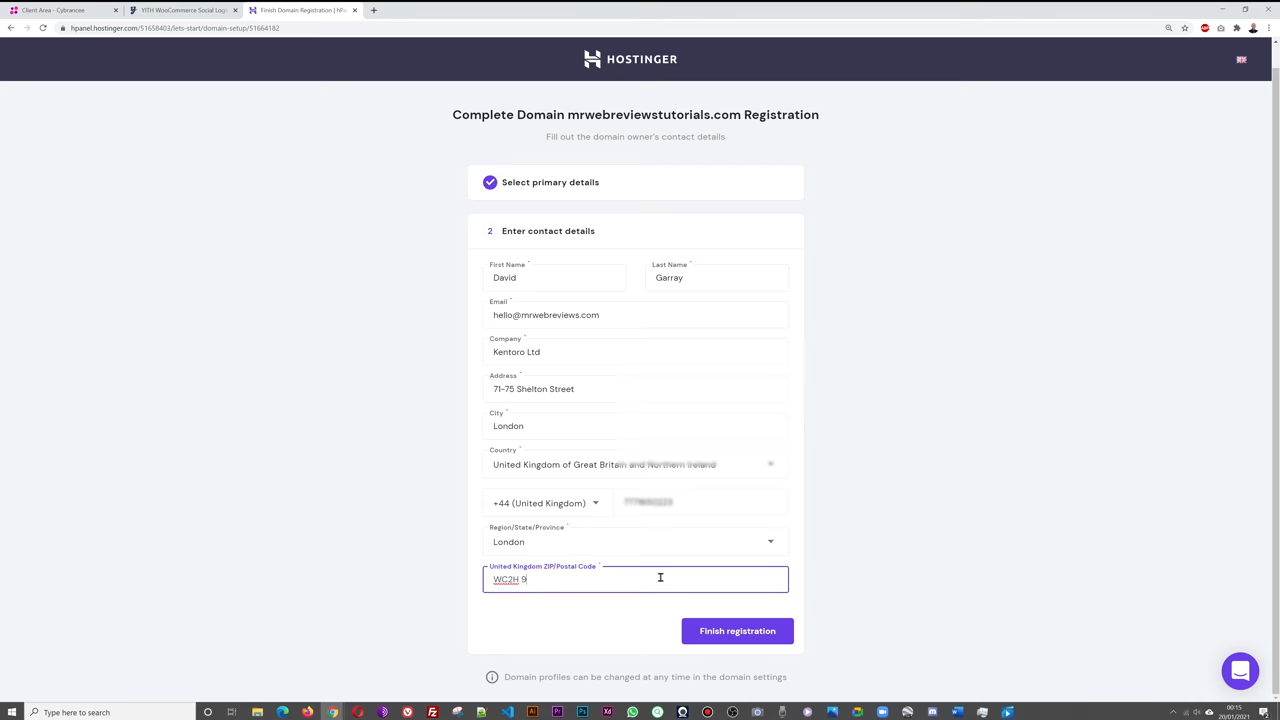 Client Area - Cybrancee
YITH WooCommerce Social Logi
Finish Domain Registration | hPa
hpanel.hostinger.com/51658403/lets-start/domain-setup/51664182
HOSTINGER
Complete Domain mrwebreviewstutorials.com Registration
Fill out the domain owner's contact details
Select primary details
2 Enter contact details
First Name *
Last Name *
David
Garray
Email *
hello@mrwebreviews.com
Company *
Kentoro Ltd
Address *
71-75 Shelton Street
City *
London
Country *
United Kingdom of Great Britain and Northern Ireland
+44 (United Kingdom)
Region/State/Province *
London
United Kingdom ZIP/Postal Code *
WC2H 9
Finish registration
Domain profiles can be changed at any time in the domain settings
Type here to search
00:15
20/01/2021